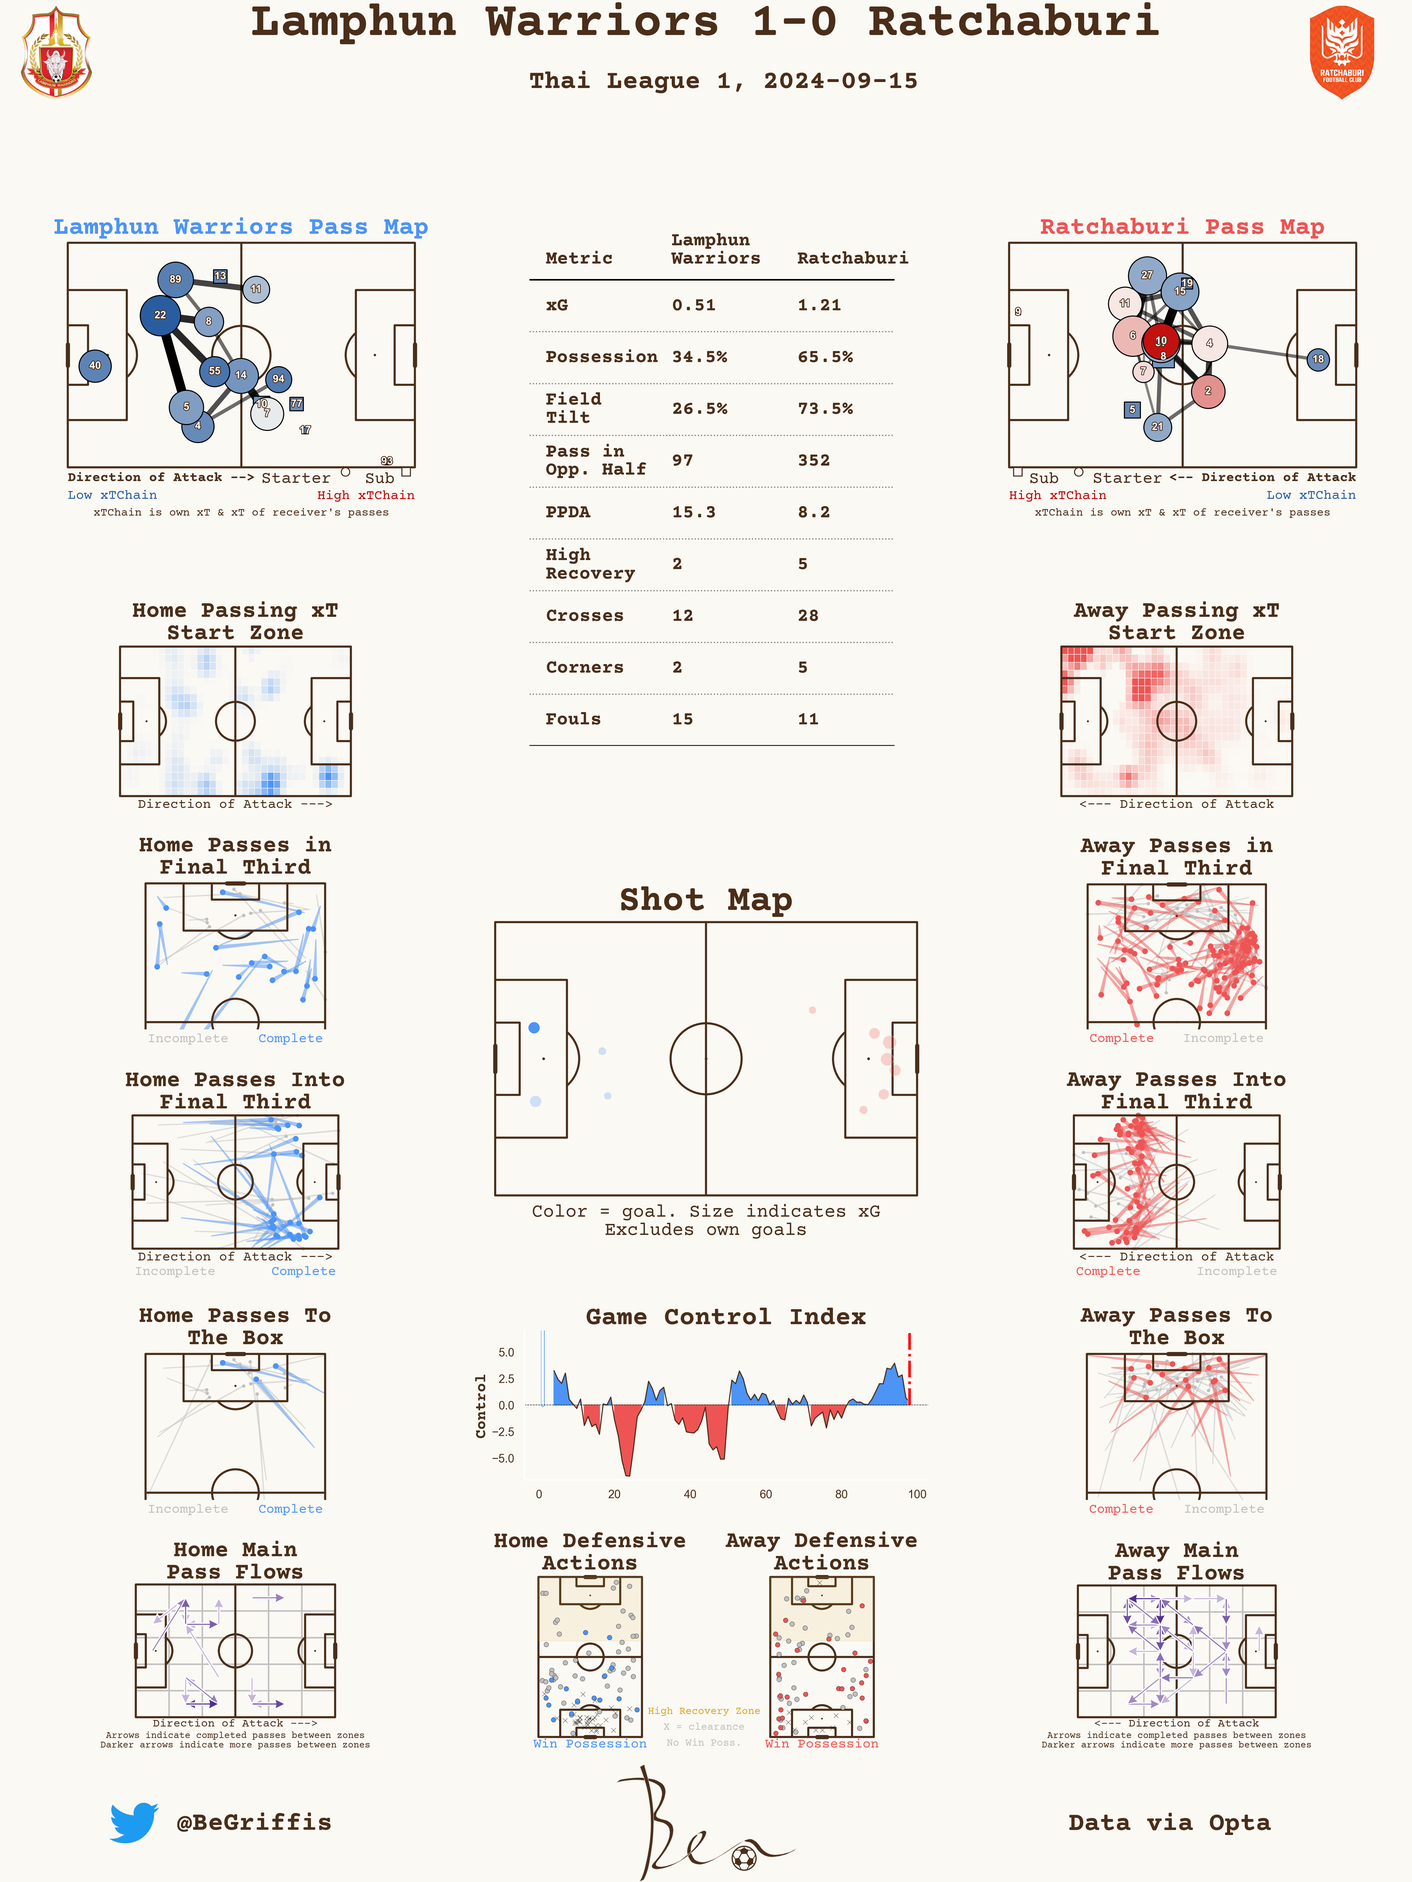 Lamphun Warriors 1-0 Ratchaburi
Thai League 1, 2024-09-15
RATCHABURI
FOOTBALL CLUB
Lamphun Warriors Pass Map
89
13
11
22
8
40
55
14
94
5
4
10
7
77
17
93
Direction of Attack --> Starter Sub
Low xTChain High xTChain
xTChain is own xT & xT of receiver's passes
Metric Lamphun Warriors Ratchaburi
xG 0.51 1.21
Possession 34.5% 65.5%
Field Tilt 26.5% 73.5%
Pass in Opp. Half 97 352
PPDA 15.3 8.2
High Recovery 2 5
Crosses 12 28
Corners 2 5
Fouls 15 11
Ratchaburi Pass Map
27
19
15
11
9
6
10
8
4
18
7
2
5
21
Sub Starter <-- Direction of Attack
High xTChain Low xTChain
xTChain is own xT & xT of receiver's passes
Home Passing xT
Start Zone
Direction of Attack --->
Away Passing xT
Start Zone
<--- Direction of Attack
Home Passes in
Final Third
Incomplete Complete
Away Passes in
Final Third
Complete Incomplete
Shot Map
Color = goal. Size indicates xG
Excludes own goals
Home Passes Into
Final Third
Direction of Attack --->
Incomplete Complete
Away Passes Into
Final Third
<--- Direction of Attack
Complete Incomplete
Home Passes To
The Box
Incomplete Complete
Game Control Index
Control
5.0
2.5
0.0
−2.5
−5.0
0 20 40 60 80 100
Away Passes To
The Box
Complete Incomplete
Home Main
Pass Flows
Direction of Attack --->
Arrows indicate completed passes between zones
Darker arrows indicate more passes between zones
Home Defensive
Actions
Win Possession
Away Defensive
Actions
Win Possession
High Recovery Zone
X = clearance
No Win Poss.
Away Main
Pass Flows
<--- Direction of Attack
Arrows indicate completed passes between zones
Darker arrows indicate more passes between zones
@BeGriffis
Ben
Data via Opta